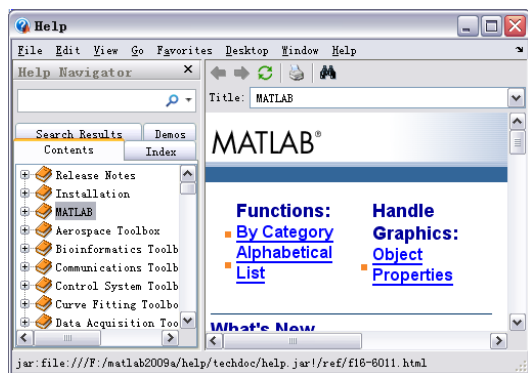 Help
File Edit View Go Favorites Desktop Window Help
Help Navigator
Title: MATLAB
Search Results Demos
Contents Index
Release Notes
Installation
MATLAB
Aerospace Toolbox
Bioinformatics Toolb
Communications Toolb
Control System Toolb
Curve Fitting Toolbo
Data Acquisition Too
MATLAB®
Functions:
By Category
Alphabetical
List
Handle
Graphics:
Object
Properties
What's New
jar:file:///F:/matlab2009a/help/techdoc/help.jar!/ref/f16-6011.html